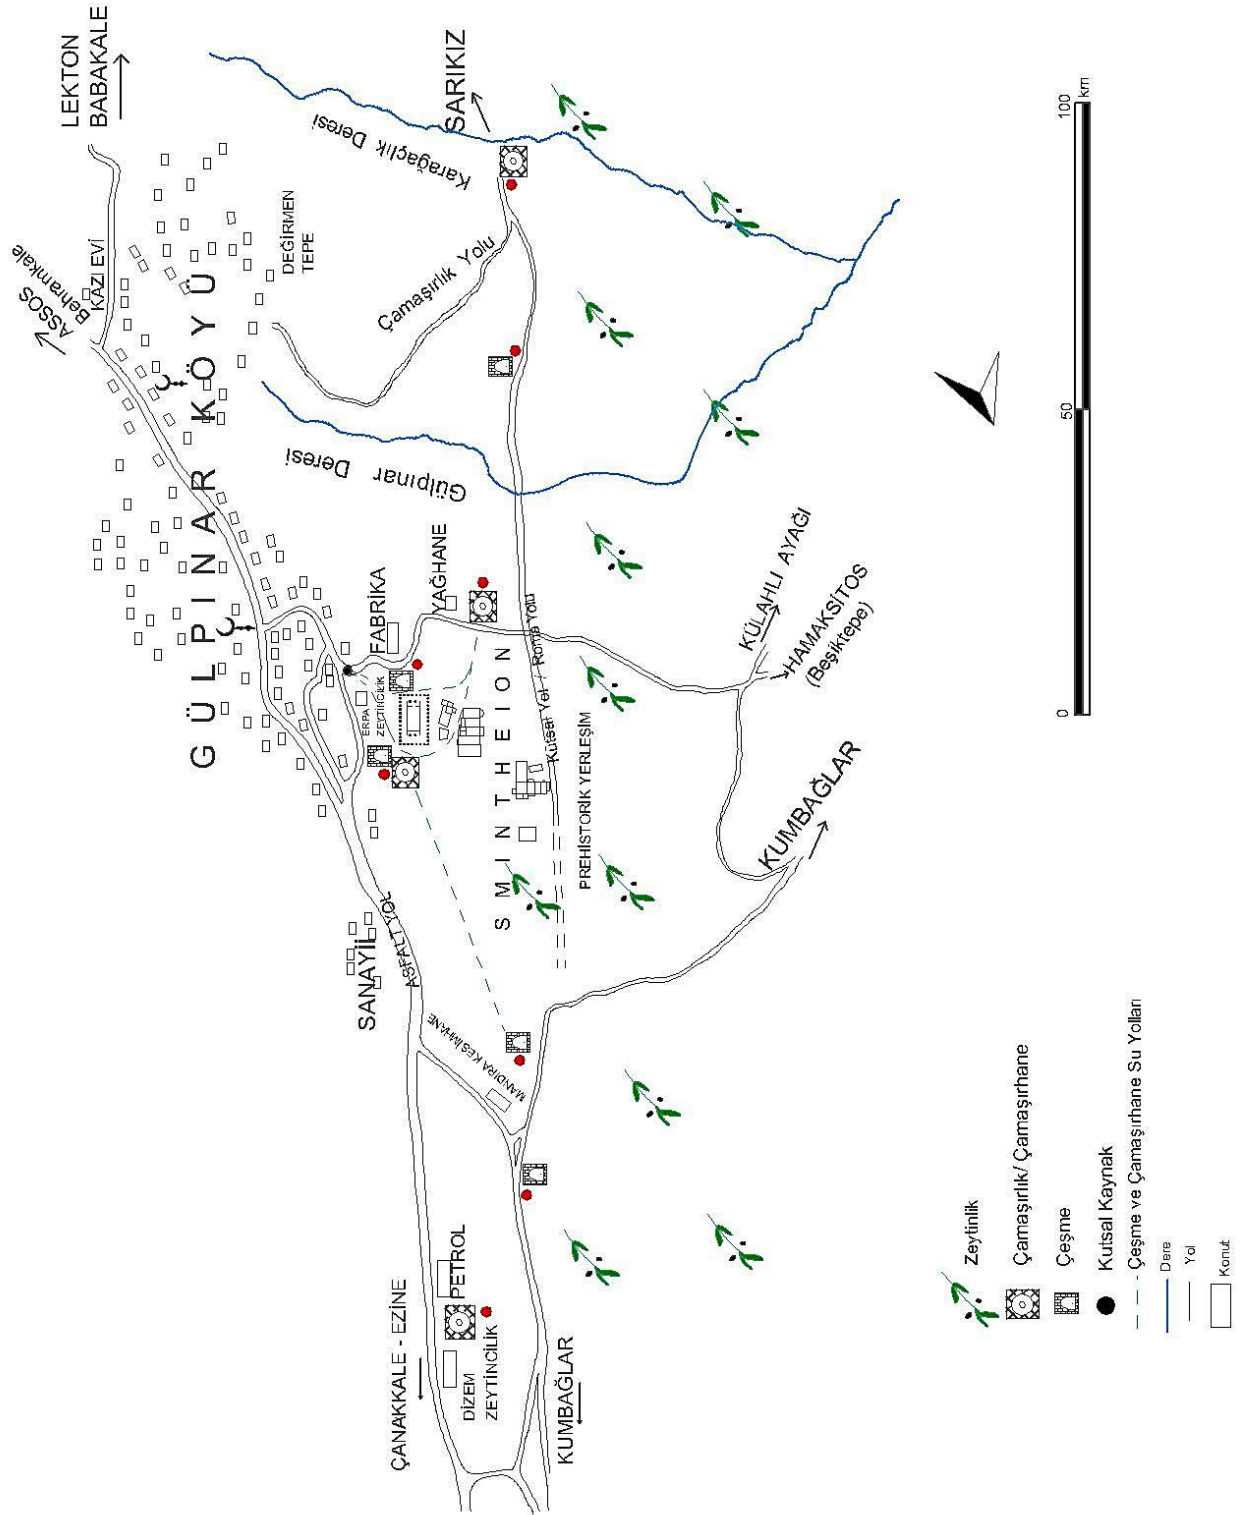 LEKTON
BABAKALE
ASSOS
Behramkale
KAZI EVİ
GÜLPINAR KÖYÜ
DEĞİRMEN
TEPE
SARIKIZ
Karağaçlık Deresi
Çamaşırlık Yolu
Gülpınar Deresi
FABRİKA
YAĞHANE
ERPA
ZEYTİNCİLİK
SMINTHEION
Kutsal Yol / Roma Yolu
PREHİSTORİK YERLEŞİM
KÜLAHLI AYAĞI
HAMAKSİTOS
(Beşiktepe)
KUMBAĞLAR
SANAYİİ
ASFALT YOL
MANDIRA KESİMHANE
PETROL
DİZEM
ZEYTİNCİLİK
ÇANAKKALE - EZİNE
KUMBAĞLAR
0
50
100
km
Zeytinlik
Çamaşırlık/ Çamaşırhane
Çeşme
Kutsal Kaynak
Çeşme ve Çamaşırhane Su Yolları
Dere
Yol
Konut